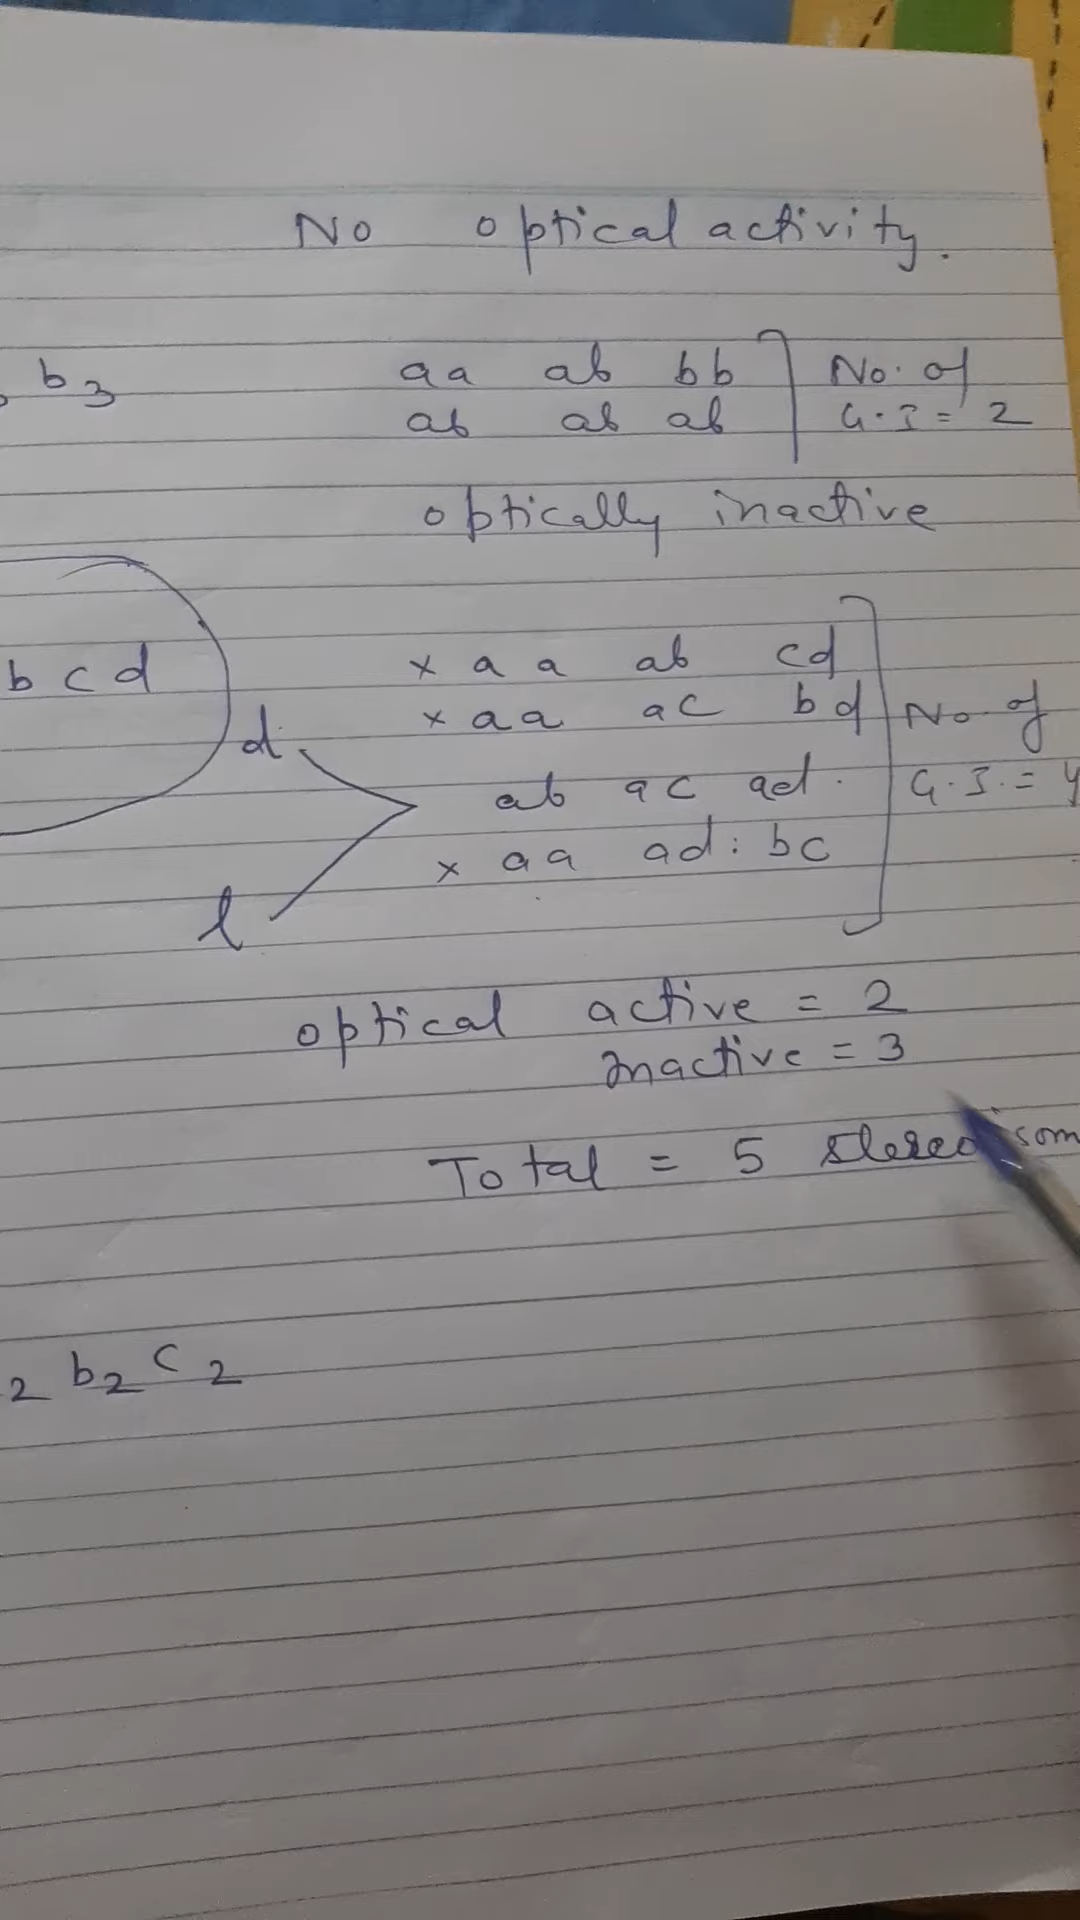 No optical activity.
b3 aa ab bb No. of
ab ab ab G.I = 2
optically inactive
x a a ab cd
b c d x aa ac bd No of
d
ab ac ad. G.I. = 4
x aa ad: bc
l
optical active = 2
Inactive = 3
Total = 5
2 b2 c2